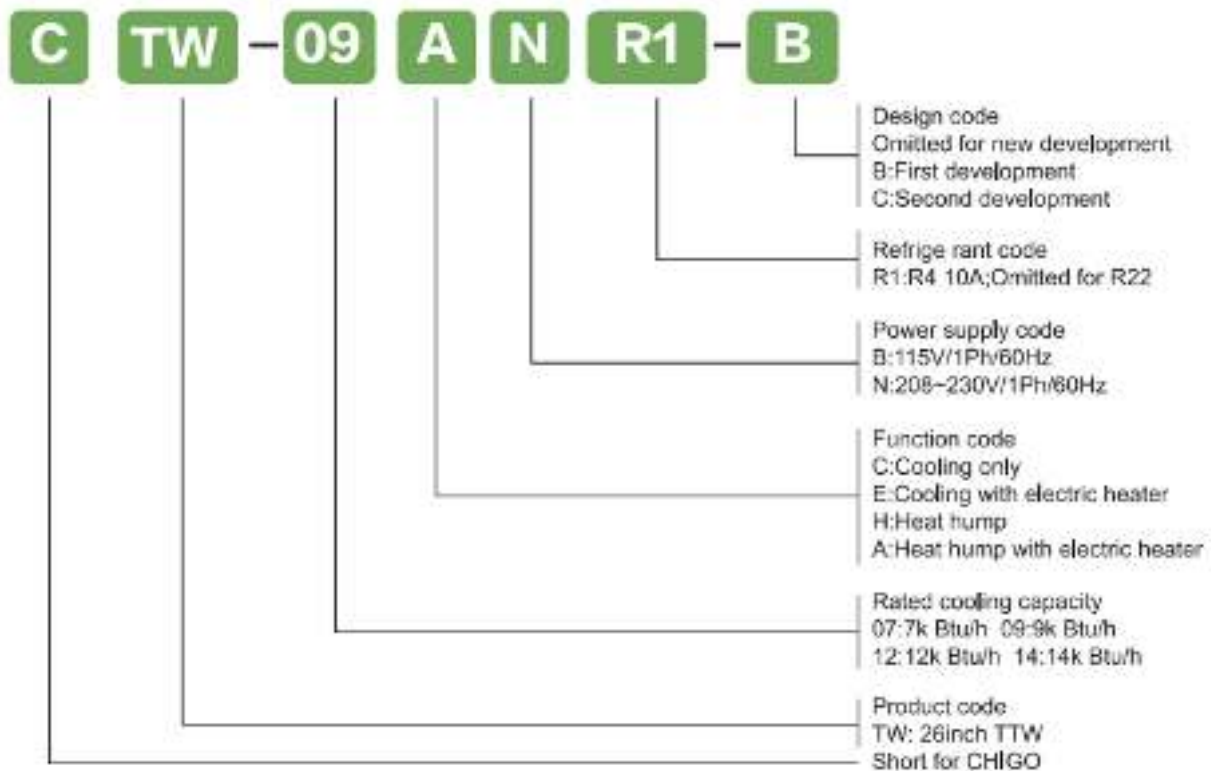 C TW - 09 A N R1 - B
Design code
Omitted for new development
B:First development
C:Second development
Refrige rant code
R1:R4 10A;Omitted for R22
Power supply code
B:115V/1Ph/60Hz
N:208~230V/1Ph/60Hz
Function code
C:Cooling only
E:Cooling with electric heater
H:Heat hump
A:Heat hump with electric heater
Rated cooling capacity
07:7k Btu/h 09:9k Btu/h
12:12k Btu/h 14:14k Btu/h
Product code
TW: 26inch TTW
Short for CHIGO